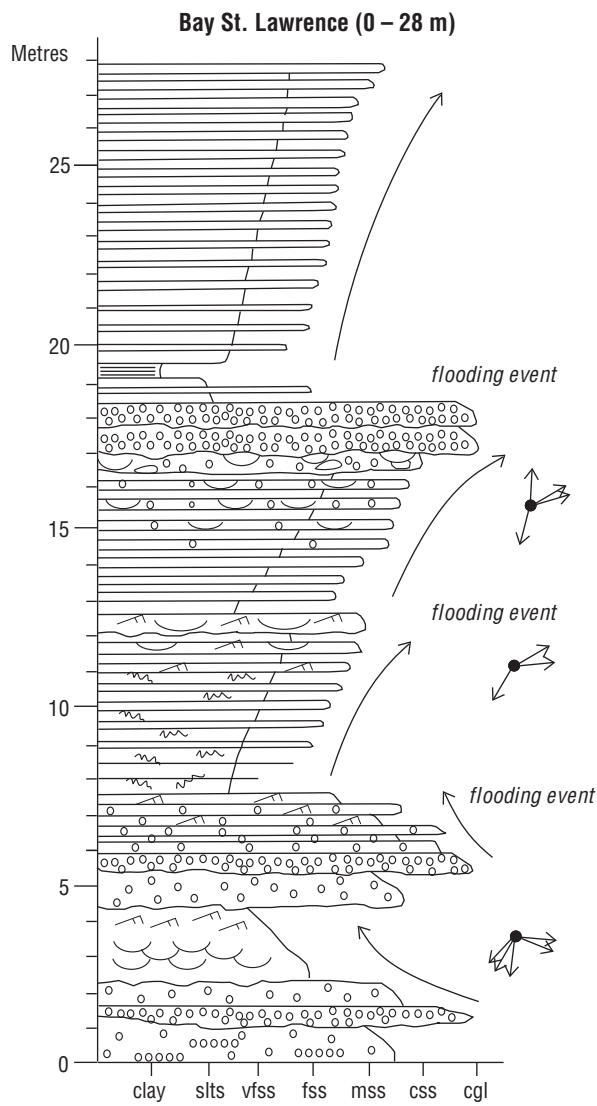 Bay St. Lawrence (0 – 28 m)
Metres
25
20
flooding event
15
flooding event
10
flooding event
5
0
clay slts vfss fss mss css cgl